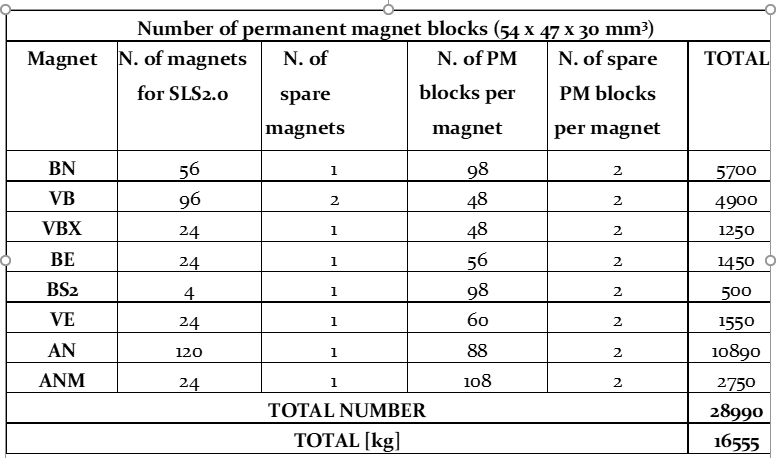 Number of permanent magnet blocks (54 x 47 x 30 mm³)
Magnet N. of magnets for SLS2.0 N. of spare magnets N. of PM blocks per magnet N. of spare PM blocks per magnet TOTAL
BN 56 1 98 2 5700
VB 96 2 48 2 4900
VBX 24 1 48 2 1250
BE 24 1 56 2 1450
BS2 4 1 98 2 500
VE 24 1 60 2 1550
AN 120 1 88 2 10890
ANM 24 1 108 2 2750
TOTAL NUMBER 28990
TOTAL [kg] 16555